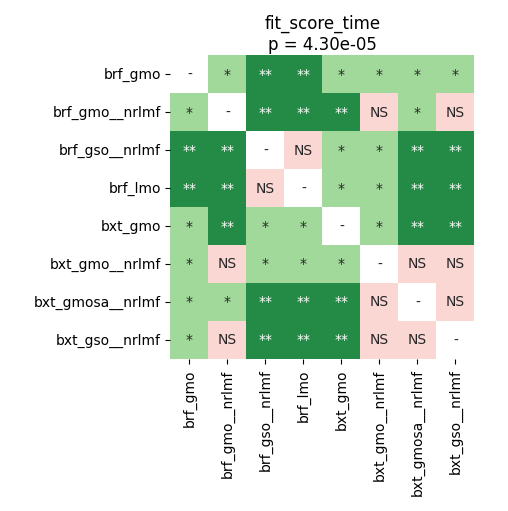 fit_score_time
p = 4.30e-05
brf_gmo - * ** ** * * * *
brf_gmo__nrlmf * - ** ** ** NS * NS
brf_gso__nrlmf ** ** - NS * * ** **
brf_lmo ** ** NS - * * ** **
bxt_gmo * ** * * - * ** **
bxt_gmo__nrlmf * NS * * * - NS NS
bxt_gmosa__nrlmf * * ** ** ** NS - NS
bxt_gso__nrlmf * NS ** ** ** NS NS -
brf_gmo
brf_gmo__nrlmf
brf_gso__nrlmf
brf_lmo
bxt_gmo
bxt_gmo__nrlmf
bxt_gmosa__nrlmf
bxt_gso__nrlmf